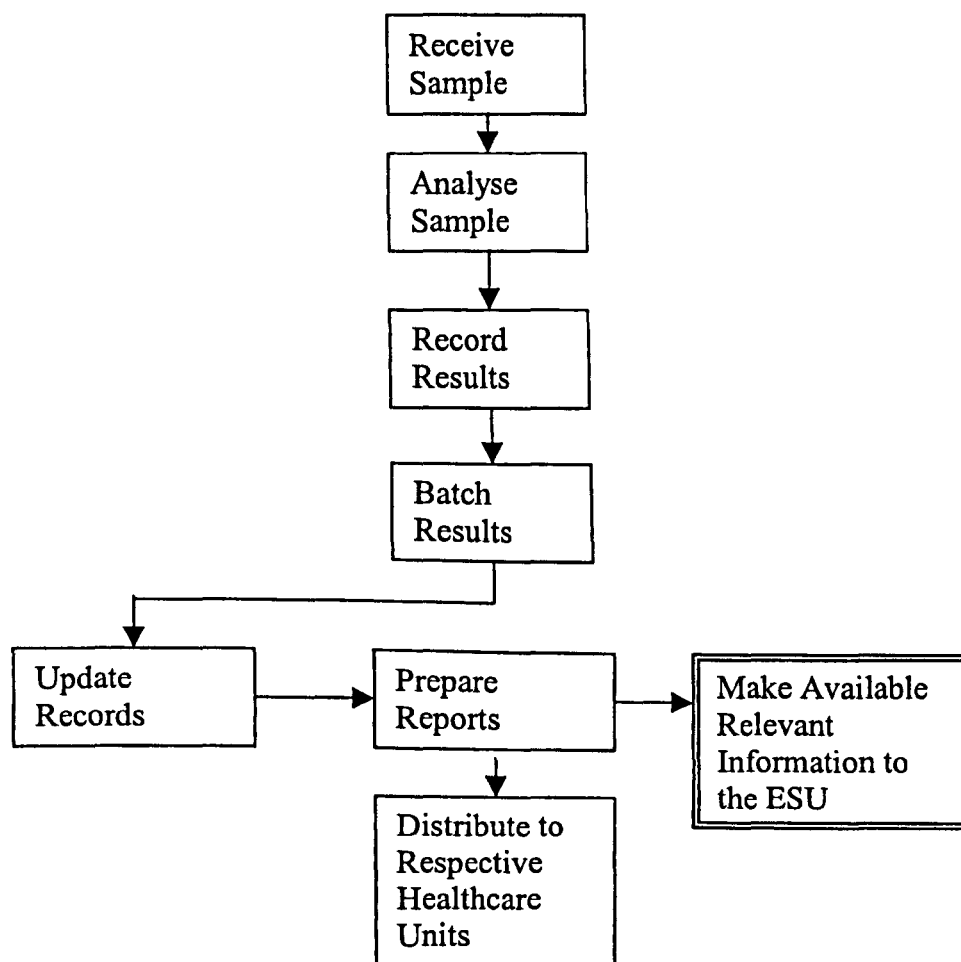 Receive
Sample
Analyse
Sample
Record
Results
Batch
Results
Update
Records
Prepare
Reports
Make Available
Relevant
Information to
the ESU
Distribute to
Respective
Healthcare
Units